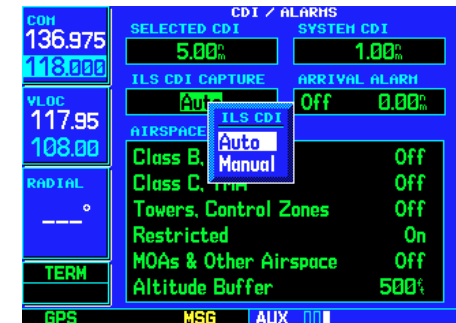 COM
136.975
118.000
VLOC
117.95
108.00
RADIAL
___°
TERM
GPS
CDI / ALARMS
SELECTED CDI SYSTEM CDI
5.00nm 1.00nm
ILS CDI CAPTURE ARRIVAL ALARM
Auto Off 0.00nm
ILS CDI
Auto
Manual
AIRSPACE
Class B, Off
Class C, TMA Off
Towers, Control Zones Off
Restricted On
MOAs & Other Airspace Off
Altitude Buffer 500ft
MSG AUX